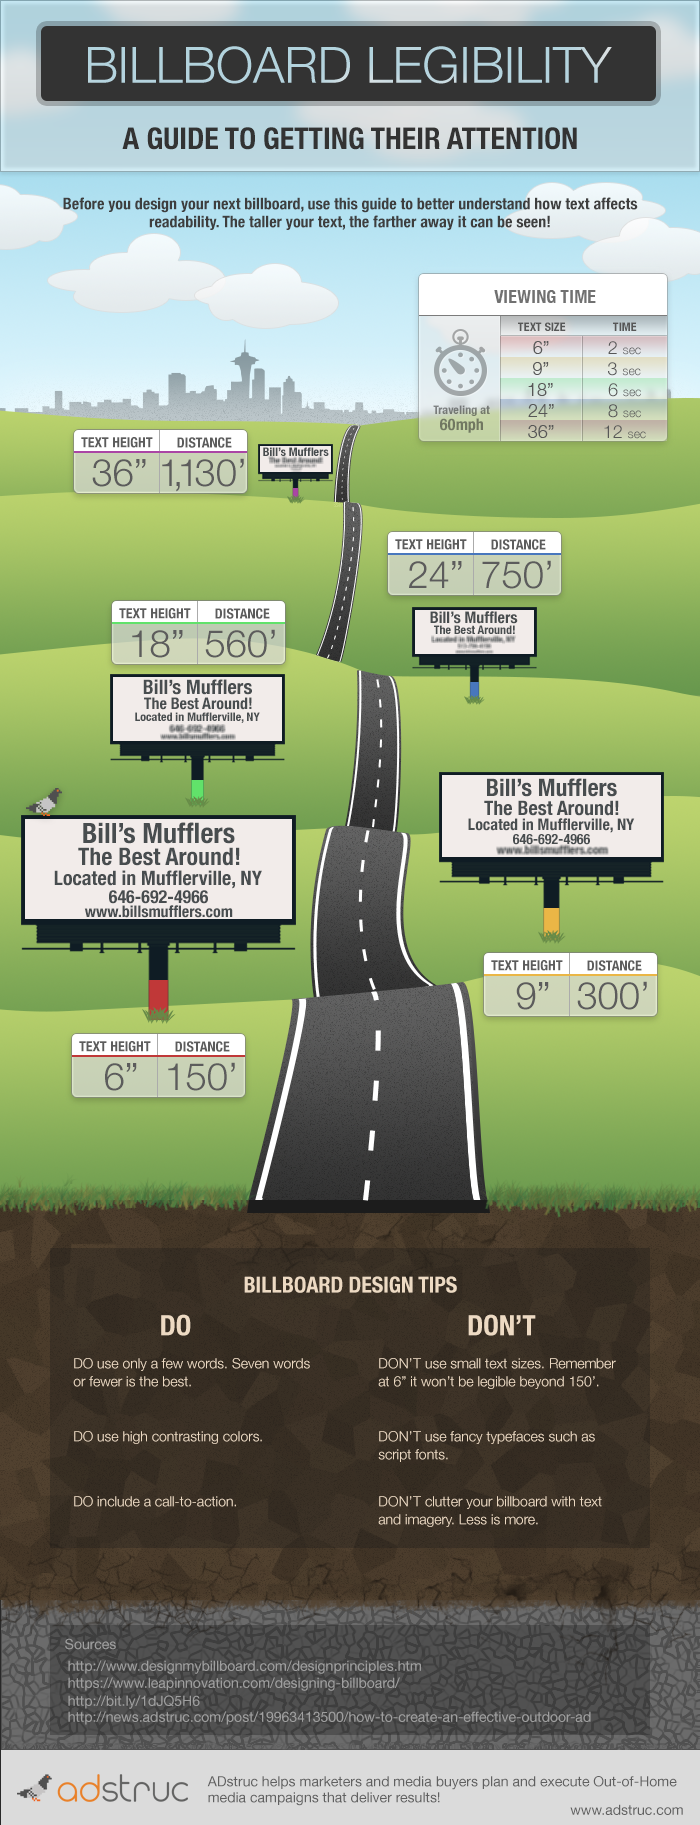 BILLBOARD LEGIBILITY
A GUIDE TO GETTING THEIR ATTENTION
Before you design your next billboard, use this guide to better understand how text affects
readability. The taller your text, the farther away it can be seen!
VIEWING TIME
TEXT SIZE TIME
6” 2 sec
9” 3 sec
18” 6 sec
24” 8 sec
36” 12 sec
Traveling at
60mph
TEXT HEIGHT DISTANCE
36” 1,130’
Bill's Mufflers
The Best Around!
TEXT HEIGHT DISTANCE
24” 750’
Bill's Mufflers
The Best Around!
Located in Mufflerville, NY
TEXT HEIGHT DISTANCE
18” 560’
Bill's Mufflers
The Best Around!
Located in Mufflerville, NY
646-692-4966
www.billsmufflers.com
Bill's Mufflers
The Best Around!
Located in Mufflerville, NY
646-692-4966
www.billsmufflers.com
TEXT HEIGHT DISTANCE
9” 300’
Bill's Mufflers
The Best Around!
Located in Mufflerville, NY
646-692-4966
www.billsmufflers.com
TEXT HEIGHT DISTANCE
6” 150’
BILLBOARD DESIGN TIPS
DO
DO use only a few words. Seven words
or fewer is the best.
DO use high contrasting colors.
DO include a call-to-action.
DON'T
DON'T use small text sizes. Remember
at 6” it won't be legible beyond 150’.
DON'T use fancy typefaces such as
script fonts.
DON'T clutter your billboard with text
and imagery. Less is more.
Sources
http://www.designmybillboard.com/designprinciples.htm
https://www.leapinnovation.com/designing-billboard/
http://bit.ly/1dJQ5H6
http://news.adstruc.com/post/19963413500/how-to-create-an-effective-outdoor-ad
adstruc
ADstruc helps marketers and media buyers plan and execute Out-of-Home
media campaigns that deliver results!
www.adstruc.com